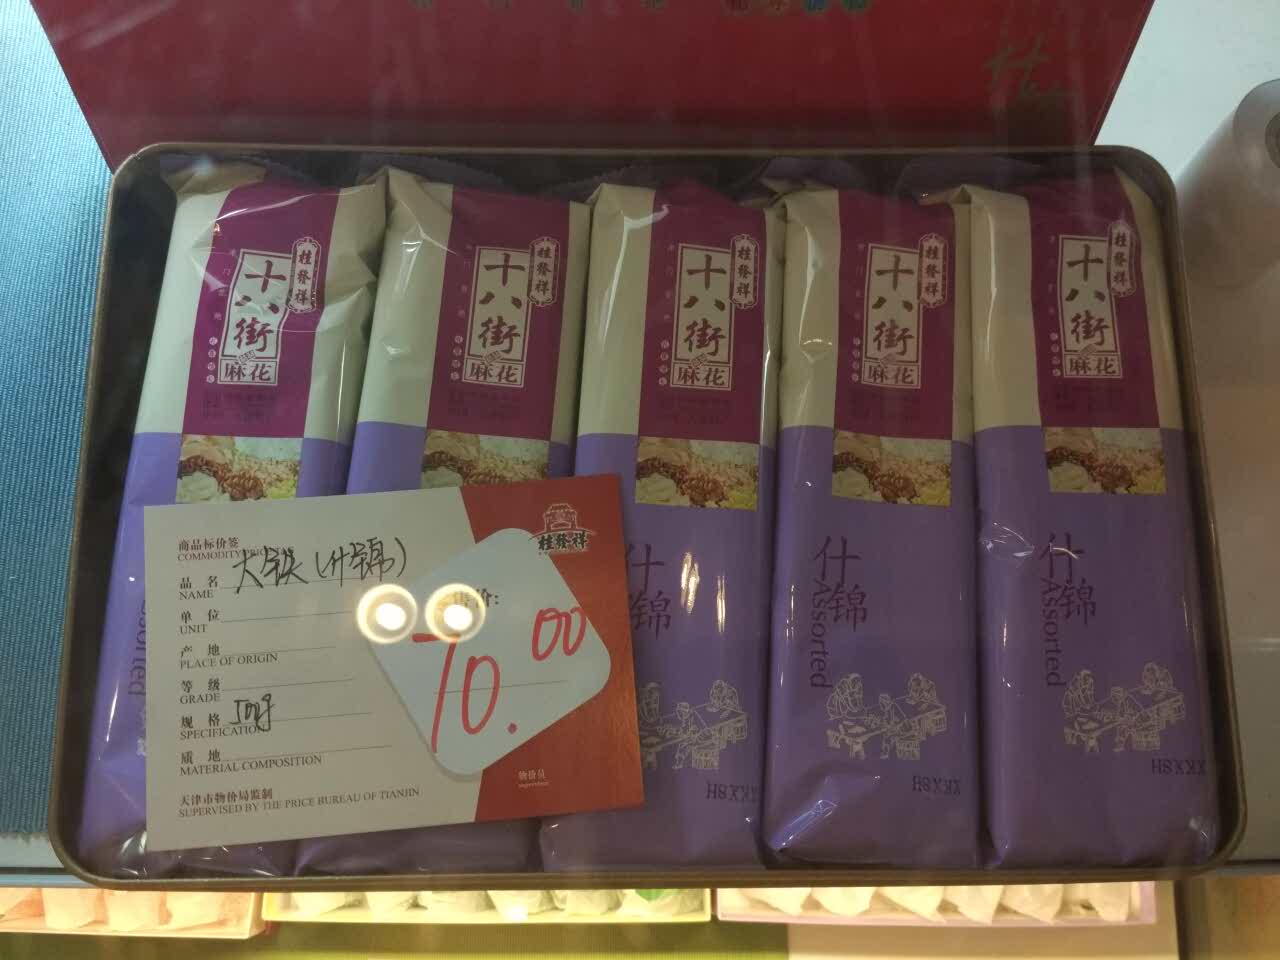 桂發祥
十八街
麻花
桂發祥
十八街
麻花
桂發祥
十八街
麻花
桂發祥
十八街
麻花
桂發祥
十八街
麻花
什锦
Assorted
什锦
Assorted
什锦
XKXSH
XKXSH
XKXSH
桂發祥
商品标价签
COMMODITY
品 名 大铁(什锦)
NAME
单 位
UNIT
产 地
PLACE OF ORIGIN
等 级
GRADE
规 格 500g
SPECIFICATION
质 地
MATERIAL COMPOSITION
天津市物价局监制
SUPERVISED BY THE PRICE BUREAU OF TIANJIN
售价:
70.00
物价员